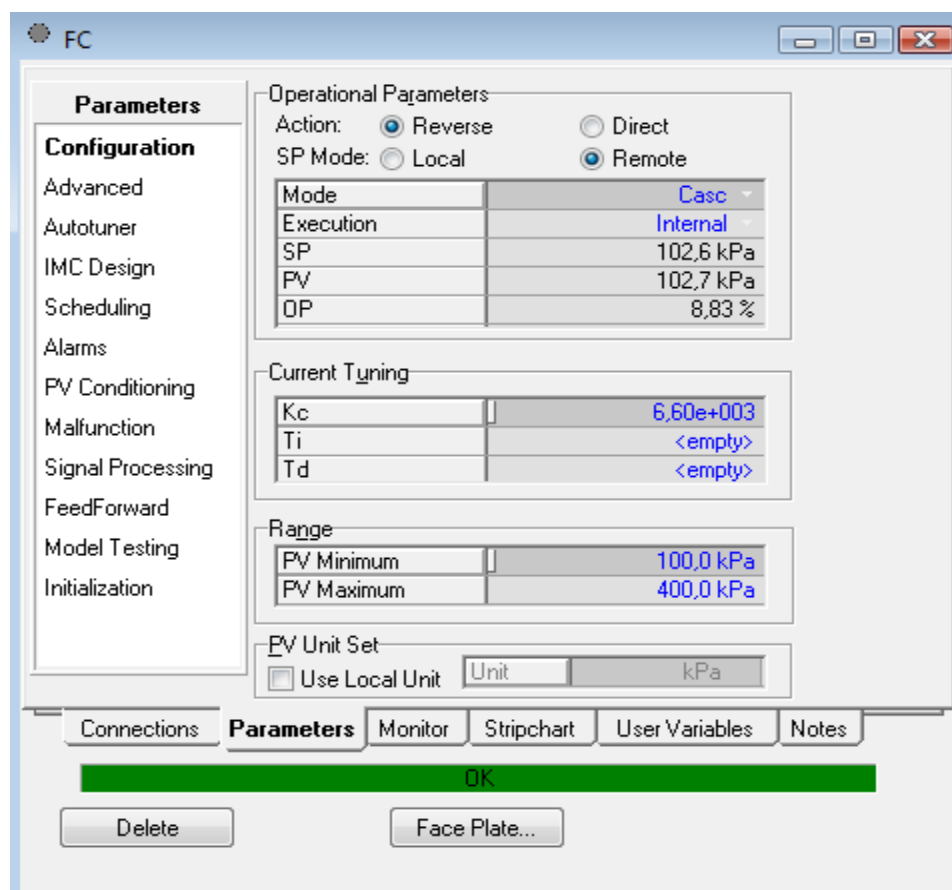 FC
Parameters
Configuration
Advanced
Autotuner
IMC Design
Scheduling
Alarms
PV Conditioning
Malfunction
Signal Processing
FeedForward
Model Testing
Initialization
Operational Parameters
Action: Reverse Direct
SP Mode: Local Remote
Mode Casc
Execution Internal
SP 102,6 kPa
PV 102,7 kPa
OP 8,83 %
Current Tuning
Kc 6,60e+003
Ti <empty>
Td <empty>
Range
PV Minimum 100,0 kPa
PV Maximum 400,0 kPa
PV Unit Set
Use Local Unit Unit kPa
Connections Parameters Monitor Stripchart User Variables Notes
OK
Delete Face Plate...